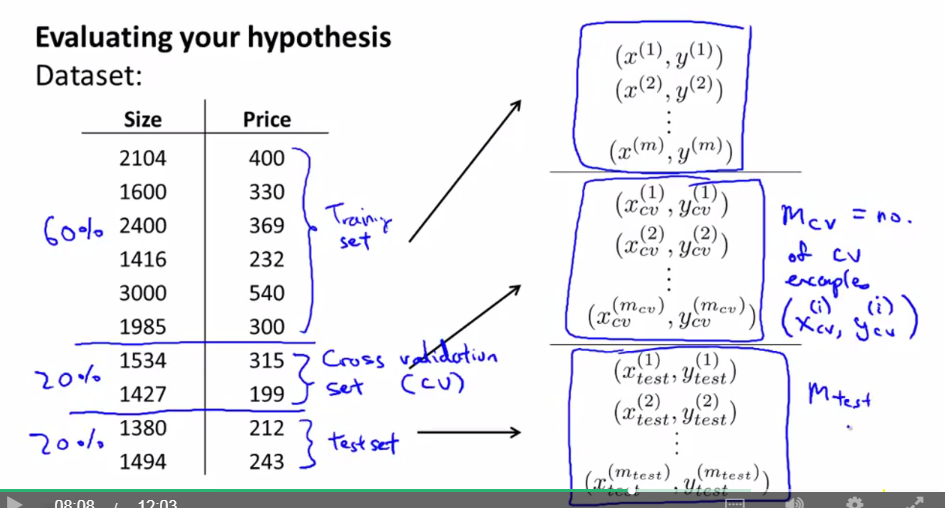 Evaluating your hypothesis
Dataset:
Size Price
2104 400
1600 330
2400 369
1416 232
3000 540
1985 300
60%
Training set
1534 315
1427 199
20%
Cross validation
set (CV)
1380 212
1494 243
20%
test set
(x^{(1)}, y^{(1)})
(x^{(2)}, y^{(2)})
⋮
(x^{(m)}, y^{(m)})
(x_{cv}^{(1)}, y_{cv}^{(1)})
(x_{cv}^{(2)}, y_{cv}^{(2)})
⋮
(x_{cv}^{(m_{cv})}, y_{cv}^{(m_{cv})})
M_{cv} = no.
of cv
examples
(x_{cv}^{(i)}, y_{cv}^{(i)})
(x_{test}^{(1)}, y_{test}^{(1)})
(x_{test}^{(2)}, y_{test}^{(2)})
⋮
(x_{test}^{(m_{test})}, y_{test}^{(m_{test})})
M_{test}
08:08 / 12:03